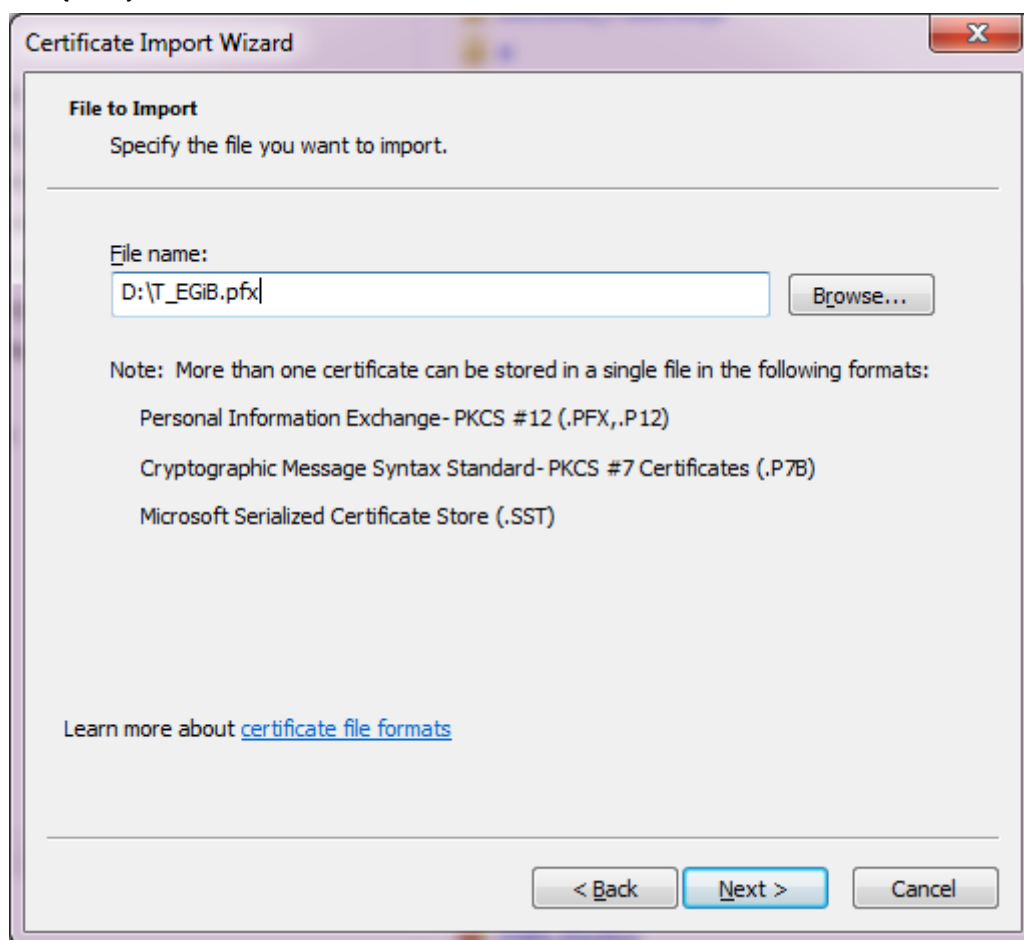 Certificate Import Wizard
File to Import
Specify the file you want to import.
File name:
D:\T_EGiB.pfx
Browse...
Note: More than one certificate can be stored in a single file in the following formats:
Personal Information Exchange- PKCS #12 (.PFX,.P12)
Cryptographic Message Syntax Standard- PKCS #7 Certificates (.P7B)
Microsoft Serialized Certificate Store (.SST)
Learn more about certificate file formats
< Back
Next >
Cancel